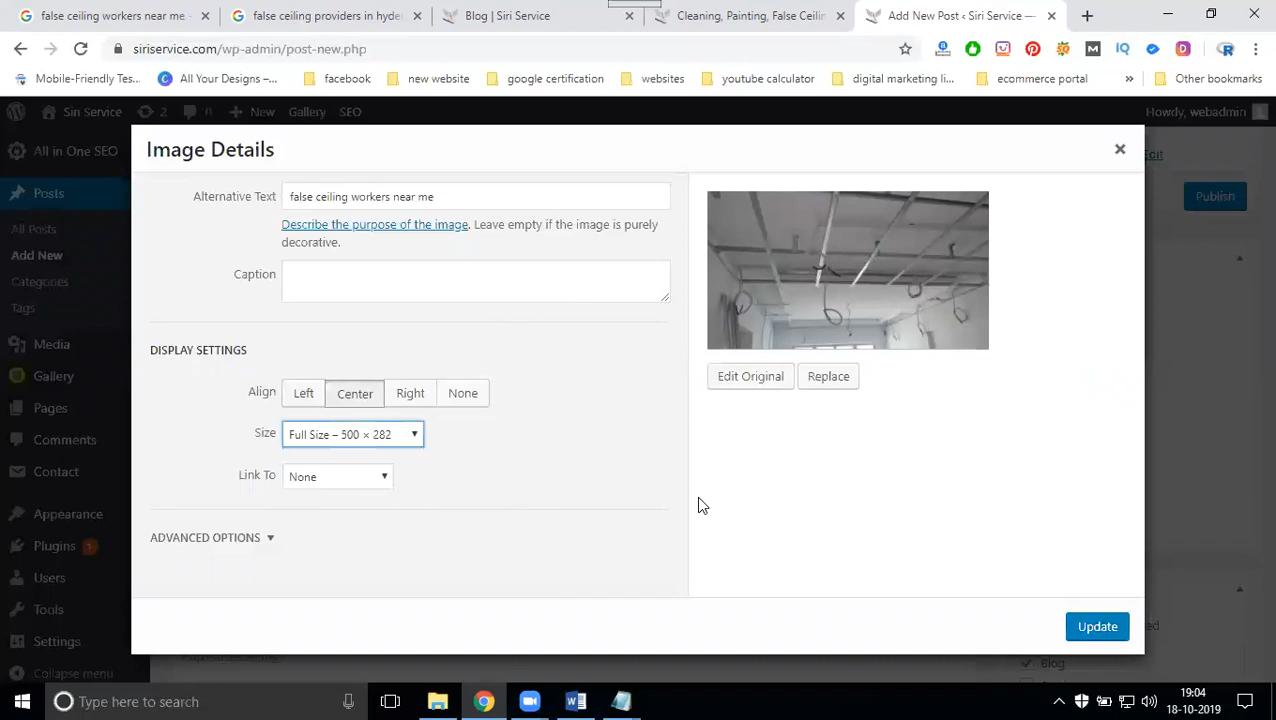 false ceiling workers near me -
false ceiling providers in hyd
Blog | Siri Service
Cleaning, Painting, False Ceilin
Add New Post ‹ Siri Service —
siriservice.com/wp-admin/post-new.php
Mobile-Friendly Tes...
All Your Designs –...
facebook
new website
google certification
websites
youtube calculator
digital marketing li...
ecommerce portal
Other bookmarks
Siri Service
2
0
New
Gallery
SEO
Howdy, webadmin
All in One SEO
Posts
All Posts
Add New
Categories
Tags
Media
Gallery
Pages
Comments
Contact
Appearance
Plugins 1
Users
Tools
Settings
Collapse menu
Image Details
Alternative Text
false ceiling workers near me
Describe the purpose of the image. Leave empty if the image is purely
decorative.
Caption
DISPLAY SETTINGS
Align
Left
Center
Right
None
Size
Full Size – 500 × 282
Link To
None
ADVANCED OPTIONS
Edit Original
Replace
Update
Edit
Publish
Blog
Type here to search
19:04
18-10-2019